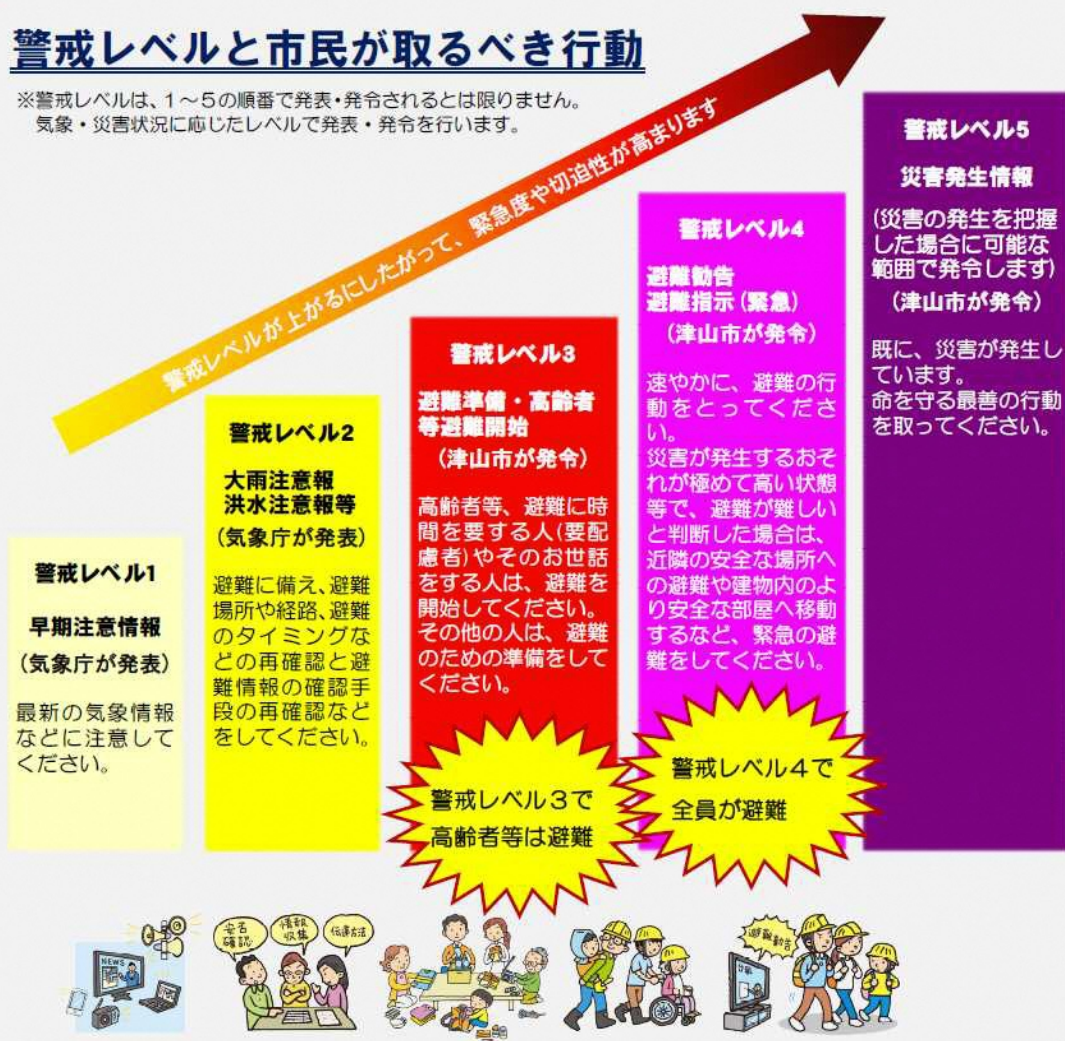 警戒レベルと市民が取るべき行動
※警戒レベルは、1~5の順番で発表・発令されるとは限りません。
気象・災害状況に応じたレベルで発表・発令を行います。
警戒レベルが上がるにしたがって、緊急度や切迫性が高まります
警戒レベル1
早期注意情報
(気象庁が発表)
最新の気象情報
などに注意して
ください。
警戒レベル2
大雨注意報
洪水注意報等
(気象庁が発表)
避難に備え、避難
場所や経路、避難
のタイミングな
どの再確認と避
難情報の確認手
段の再確認など
をしてください。
警戒レベル3
避難準備・高齢者
等避難開始
(津山市が発令)
高齢者等、避難に時
間を要する人(要配
慮者)やそのお世話
をする人は、避難を
開始してください。
その他の人は、避難
のための準備をして
ください。
警戒レベル3で
高齢者等は避難
警戒レベル4
避難勧告
避難指示(緊急)
(津山市が発令)
速やかに、避難の行
動をとってくださ
い。
災害が発生するおそ
れが極めて高い状態
等で、避難が難しい
と判断した場合は、
近隣の安全な場所へ
の避難や建物内のよ
り安全な部屋へ移動
するなど、緊急の避
難をしてください。
警戒レベル4で
全員が避難
警戒レベル5
災害発生情報
(災害の発生を把握
した場合に可能な
範囲で発令します)
(津山市が発令)
既に、災害が発生し
ています。
命を守る最善の行動
を取ってください。
NEWS
安否
確認
情報
収集
伝達方法
避難勧告